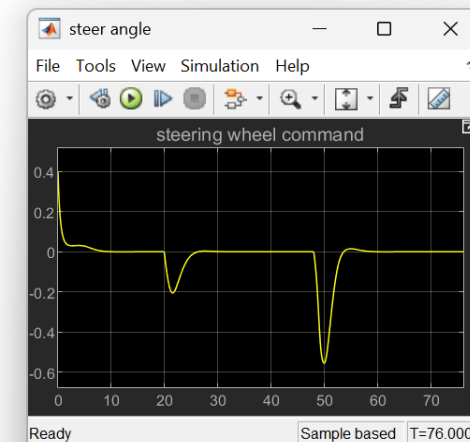 steer angle
File Tools View Simulation Help
steering wheel command
0.4
0.2
0
-0.2
-0.4
-0.6
0 10 20 30 40 50 60 70
Ready Sample based T=76.000